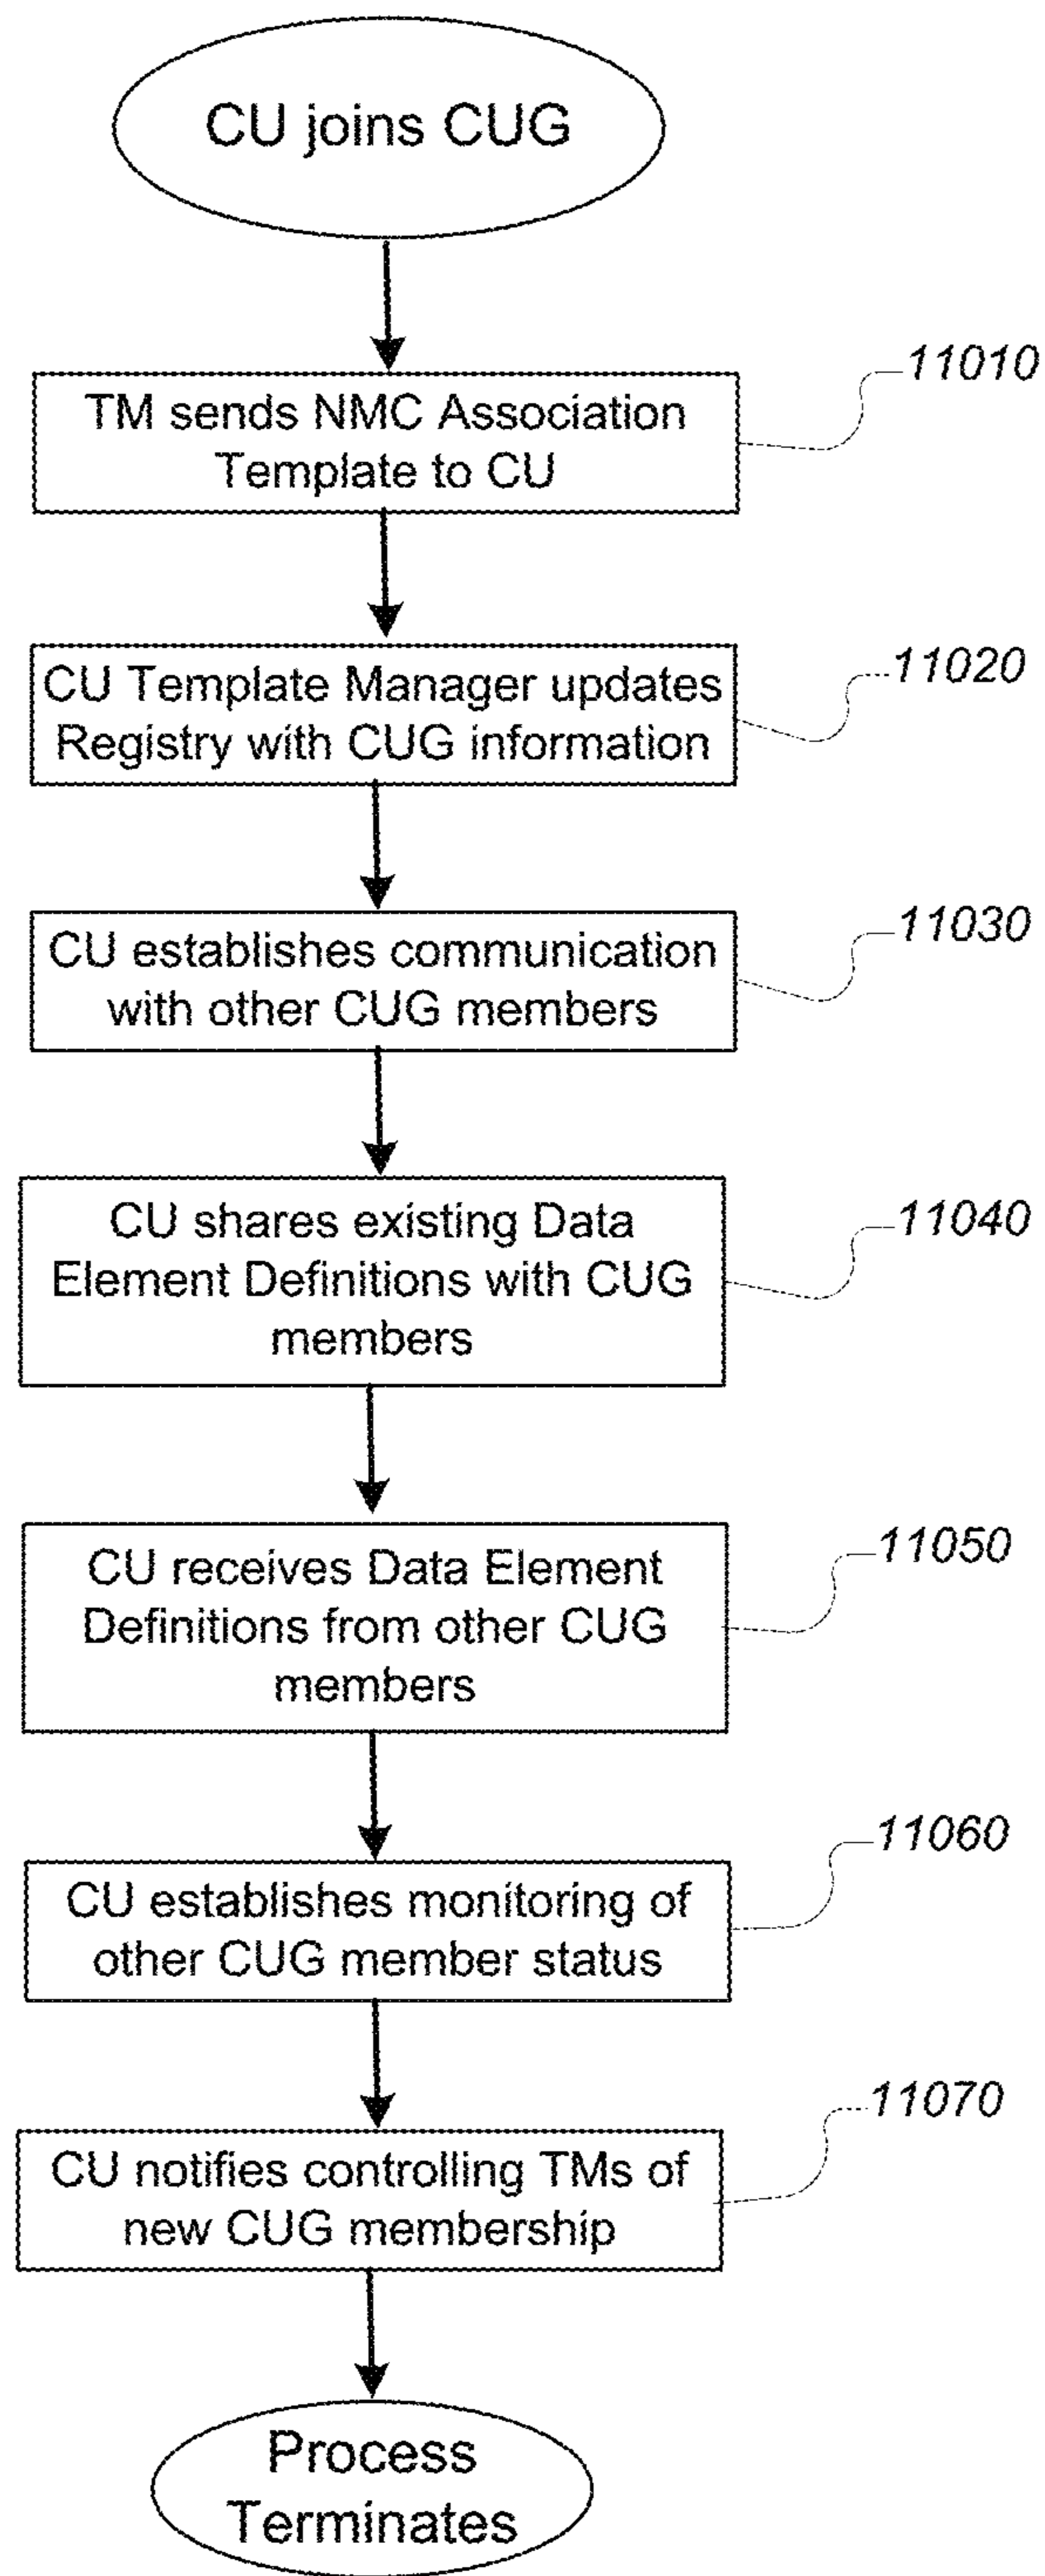 CU joins CUG
11010
TM sends NMC Association
Template to CU
11020
CU Template Manager updates
Registry with CUG information
11030
CU establishes communication
with other CUG members
11040
CU shares existing Data
Element Definitions with CUG
members
11050
CU receives Data Element
Definitions from other CUG
members
11060
CU establishes monitoring of
other CUG member status
11070
CU notifies controlling TMs of
new CUG membership
Process
Terminates